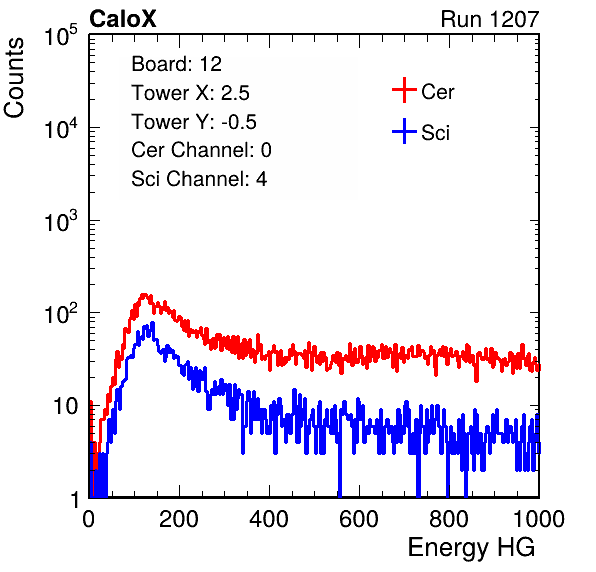 CaloX Run 1207
Counts
10^5
10^4
10^3
10^2
10
1
Board: 12
Tower X: 2.5
Tower Y: -0.5
Cer Channel: 0
Sci Channel: 4
Cer
Sci
0 200 400 600 800 1000
Energy HG